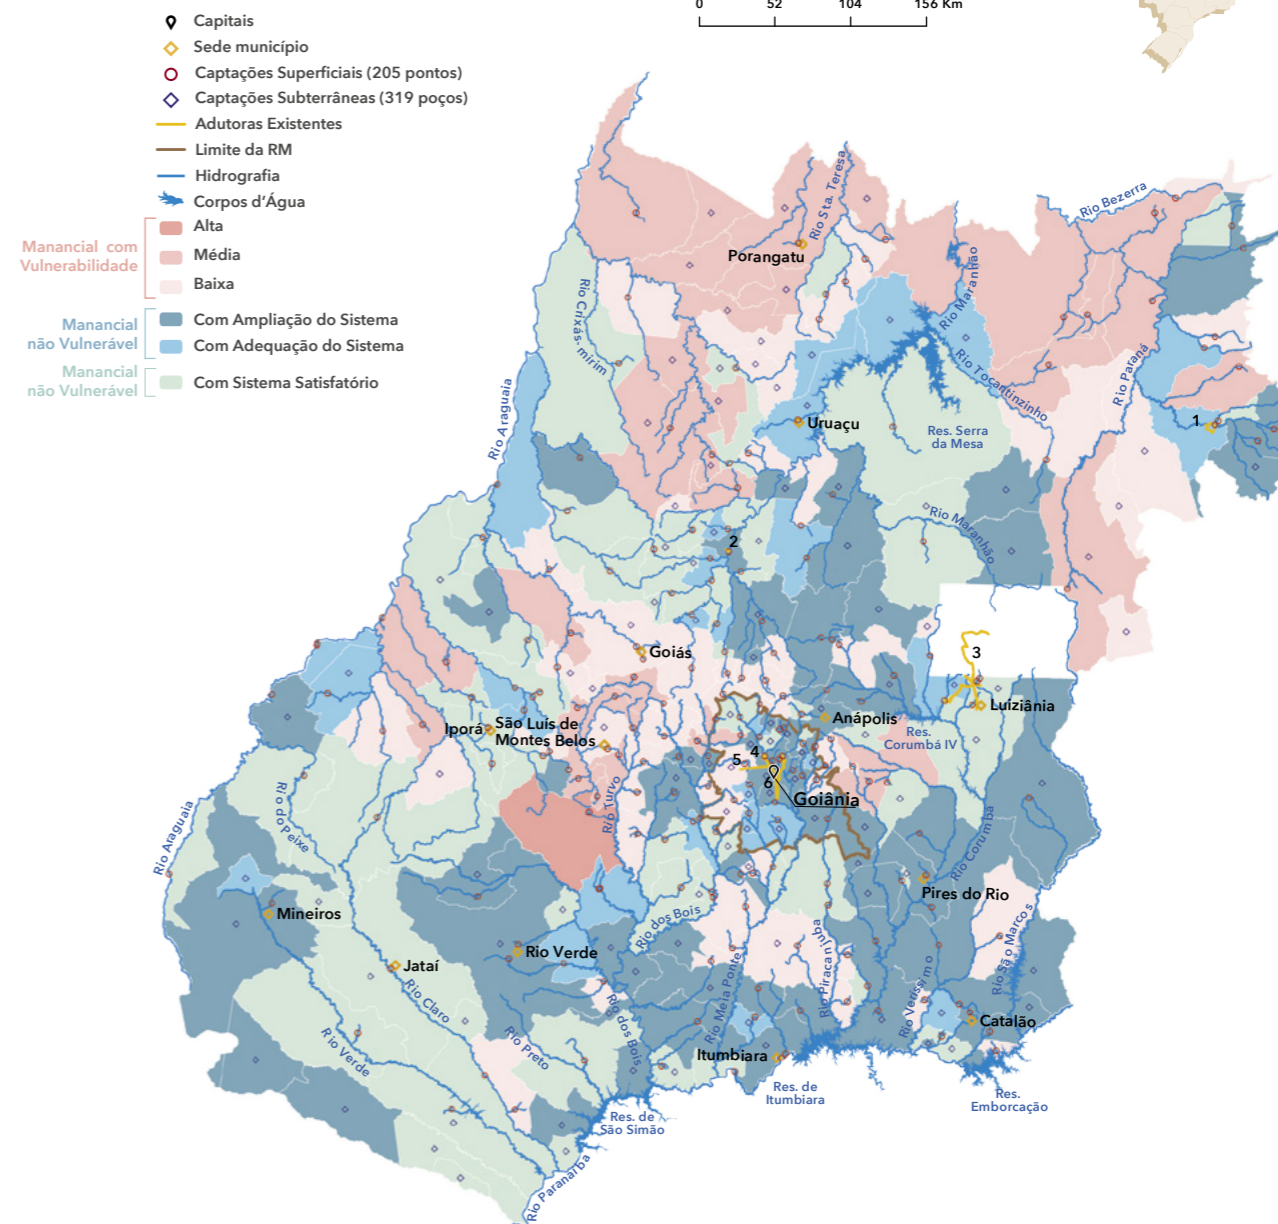 0 52 104 156 Km
Capitais
Sede município
Captações Superficiais (205 pontos)
Captações Subterrâneas (319 poços)
Adutoras Existentes
Limite da RM
Hidrografia
Corpos d'Água
Manancial com
Vulnerabilidade
Alta
Média
Baixa
Manancial
não Vulnerável
Com Ampliação do Sistema
Com Adequação do Sistema
Manancial
não Vulnerável
Com Sistema Satisfatório
Rio Sta. Teresa
Rio Bezerra
Porangatu
Rio Maranhão
Rio Crixás-mirim
Rio Tocantinzinho
Rio Paraná
Rio Araguaia
Uruaçu
1
Res. Serra
da Mesa
Rio Maranhão
2
Goiás
3
Luiziânia
Iporá
São Luís de
Montes Belos
Anápolis
Res.
Corumbá IV
4
5
6
Goiânia
Rio Turvo
Rio do Peixe
Rio Araguaia
Rio Corumbá
Pires do Rio
Mineiros
Rio dos Bois
Rio Verde
Jataí
Rio Claro
Rio São Marcos
Rio Piracanjuba
Rio Meia Ponte
Rio Veríssimo
Rio dos Bois
Catalão
Rio Verde
Rio Preto
Itumbiara
Res. de
Itumbiara
Res.
Emborcação
Res. de
São Simão
Rio Paranaíba